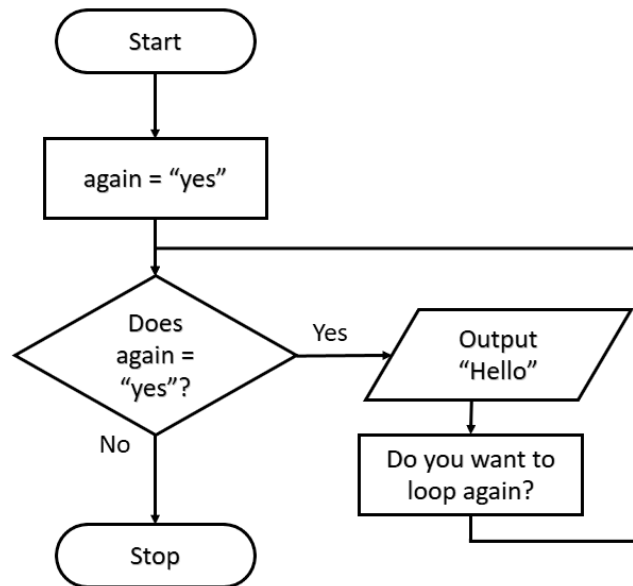 Start
again = “yes”
Does
again =
“yes”?
Yes
Output
“Hello”
No
Do you want to
loop again?
Stop